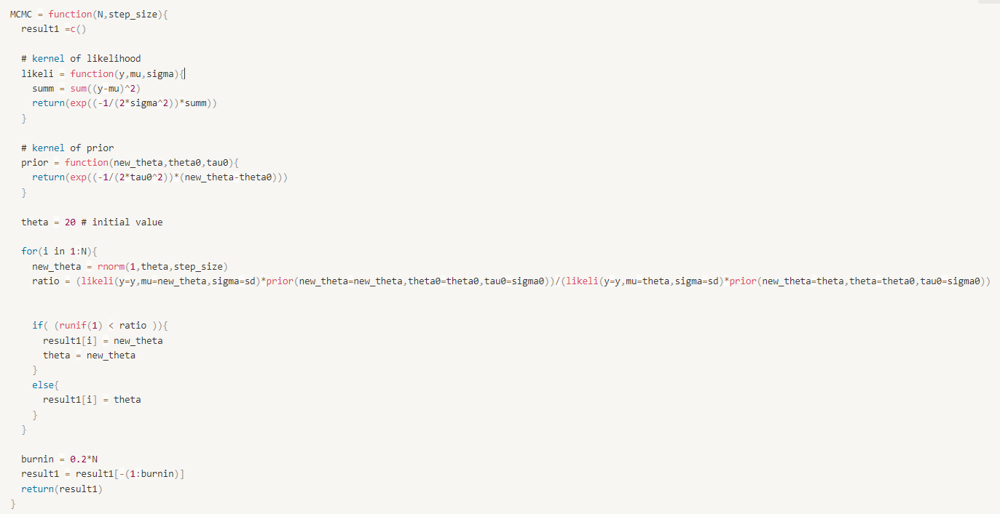 MCMC = function(N,step_size){
result1 =c()
# kernel of likelihood
likeli = function(y,mu,sigma){
summ = sum((y-mu)^2)
return(exp((-1/(2*sigma^2))*summ))
}
# kernel of prior
prior = function(new_theta,theta0,tau0){
return(exp((-1/(2*tau0^2))*(new_theta-theta0)))
}
theta = 20 # initial value
for(i in 1:N){
new_theta = rnorm(1,theta,step_size)
ratio = (likeli(y=y,mu=new_theta,sigma=sd)*prior(new_theta=new_theta,theta0=theta0,tau0=sigma0))/(likeli(y=y,mu=theta,sigma=sd)*prior(new_theta=theta,theta=theta0,tau0=sigma0))
if( (runif(1) < ratio )){
result1[i] = new_theta
theta = new_theta
}
else{
result1[i] = theta
}
}
burnin = 0.2*N
result1 = result1[-(1:burnin)]
return(result1)
}